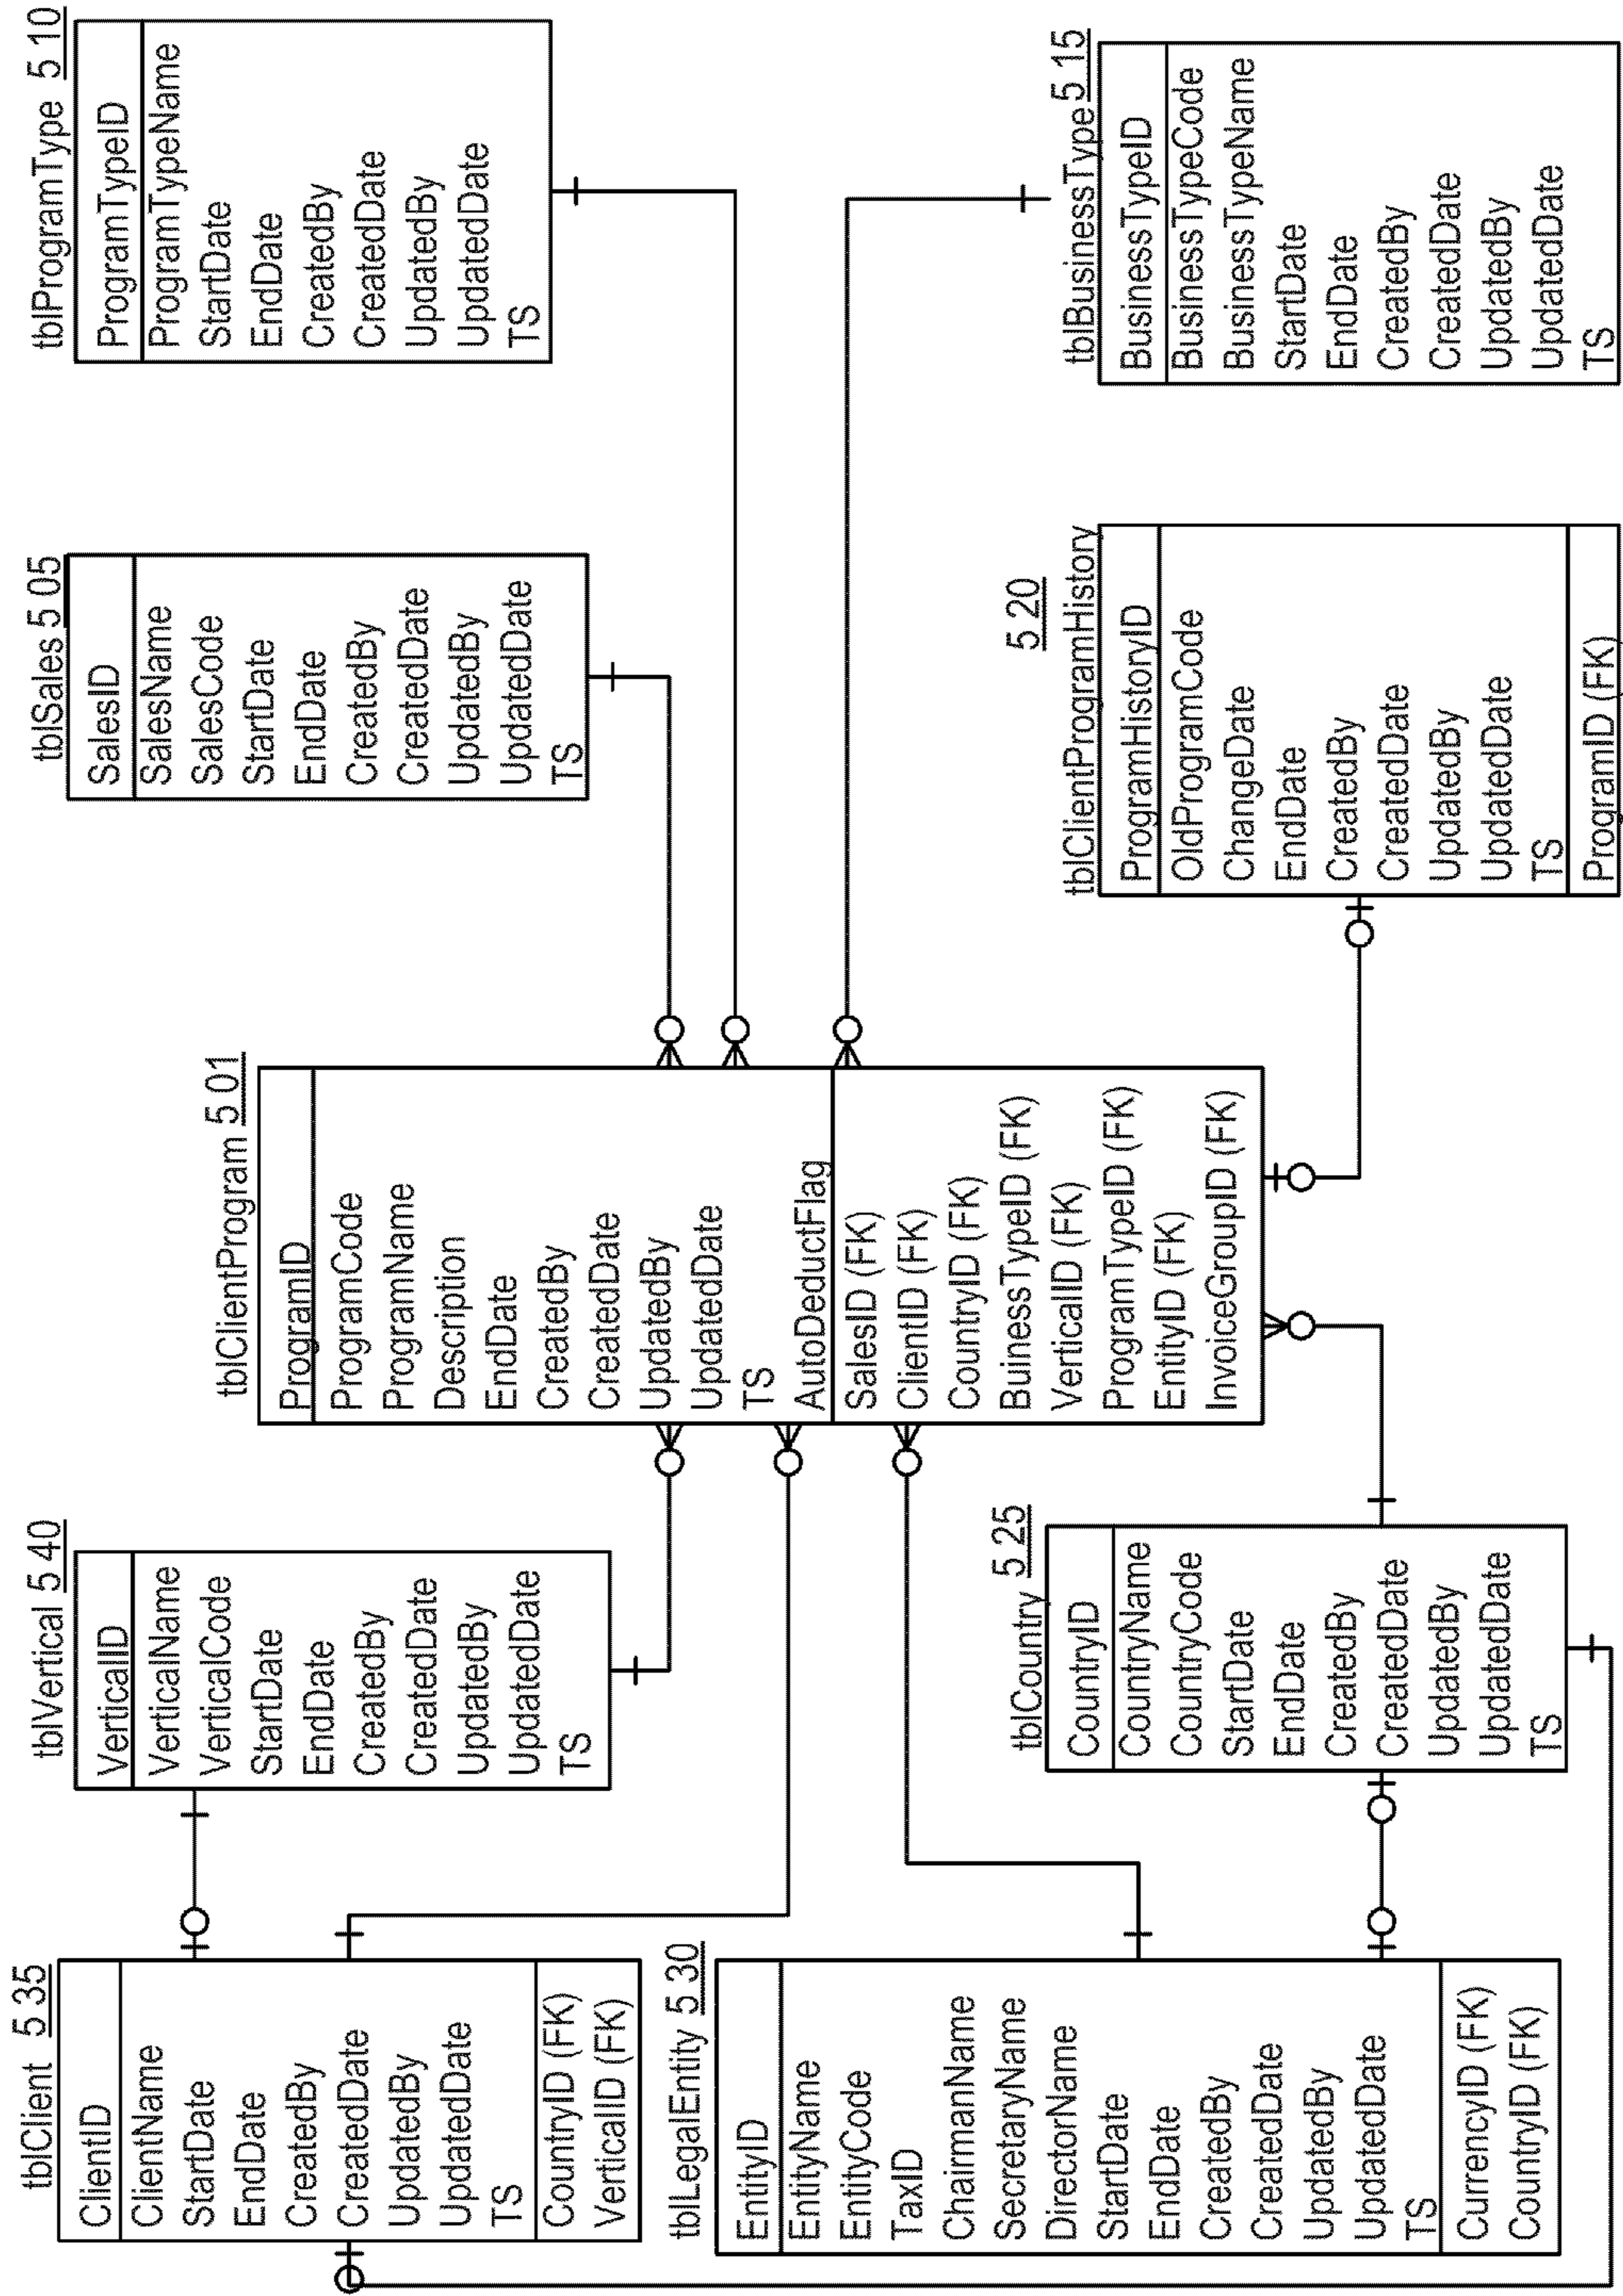 tblClient 5 35
ClientID
ClientName
StartDate
EndDate
CreatedBy
CreatedDate
UpdatedBy
UpdatedDate
TS
CountryID (FK)
VerticalID (FK)
tblVertical 5 40
VerticalID
VerticalName
VerticalCode
StartDate
EndDate
CreatedBy
CreatedDate
UpdatedBy
UpdatedDate
TS
tblSales 5 05
SalesID
SalesName
SalesCode
StartDate
EndDate
CreatedBy
CreatedDate
UpdatedBy
UpdatedDate
TS
tblProgramType 5 10
ProgramTypeID
ProgramTypeName
StartDate
EndDate
CreatedBy
CreatedDate
UpdatedBy
UpdatedDate
TS
tblClientProgram 5 01
ProgramID
ProgramCode
ProgramName
Description
EndDate
CreatedBy
CreatedDate
UpdatedBy
UpdatedDate
TS
AutoDeductFlag
SalesID (FK)
ClientID (FK)
CountryID (FK)
BuinessTypeID (FK)
VerticalID (FK)
ProgramTypeID (FK)
EntityID (FK)
InvoiceGroupID (FK)
tblLegalEntity 5 30
EntityID
EntityName
EntityCode
TaxID
ChairmanName
SecretaryName
DirectorName
StartDate
EndDate
CreatedBy
CreatedDate
UpdatedBy
UpdatedDate
TS
CurrencyID (FK)
CountryID (FK)
tblCountry 5 25
CountryID
CountryName
CountryCode
StartDate
EndDate
CreatedBy
CreatedDate
UpdatedBy
UpdatedDate
TS
5 20
tblClientProgramHistory
ProgramHistoryID
OldProgramCode
ChangeDate
EndDate
CreatedBy
CreatedDate
UpdatedBy
UpdatedDate
TS
ProgramID (FK)
tblBusinessType 5 15
BusinessTypeID
BusinessTypeCode
BusinessTypeName
StartDate
EndDate
CreatedBy
CreatedDate
UpdatedBy
UpdatedDate
TS